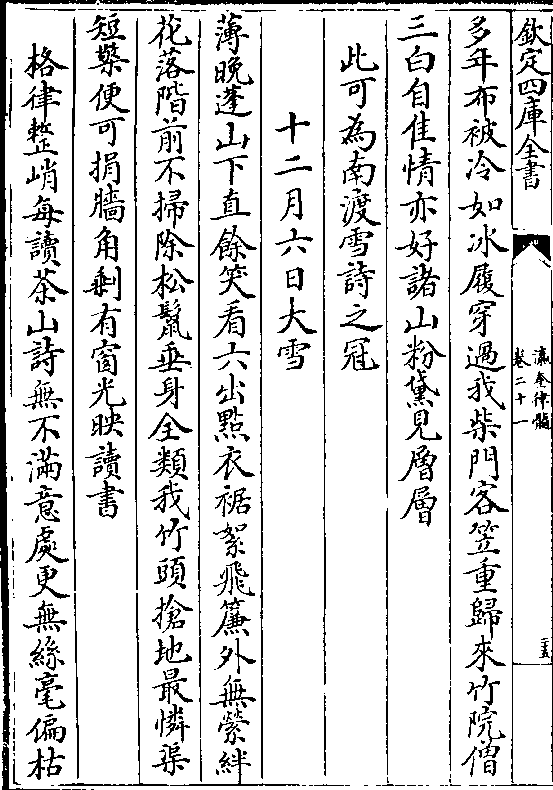 欽定四庫全書
瀛奎律髓
卷二十一
二五
多年布被冷如冰履穿過我柴門客笠重歸來竹院僧
三白自佳情亦好諸山粉黛見層層
此可為南渡雪詩之冠
十二月六日大雪
薄晚蓬山下直餘笑看六出點衣裾絮飛簾外無縈絆
花落階前不掃除松鬣垂身全類我竹頭搶地最憐渠
短檠便可捐牆角剩有窗光映讀書
格律整峭每讀茶山詩無不滿意處更無絲毫偏枯